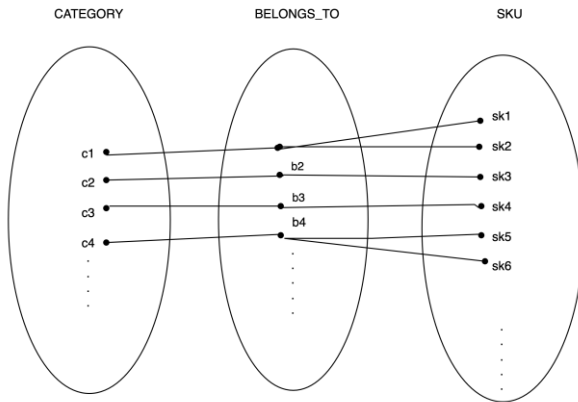 CATEGORY BELONGS_TO SKU
sk1
c1 sk2
b2
c2 sk3
b3
c3 sk4
b4
c4 sk5
sk6